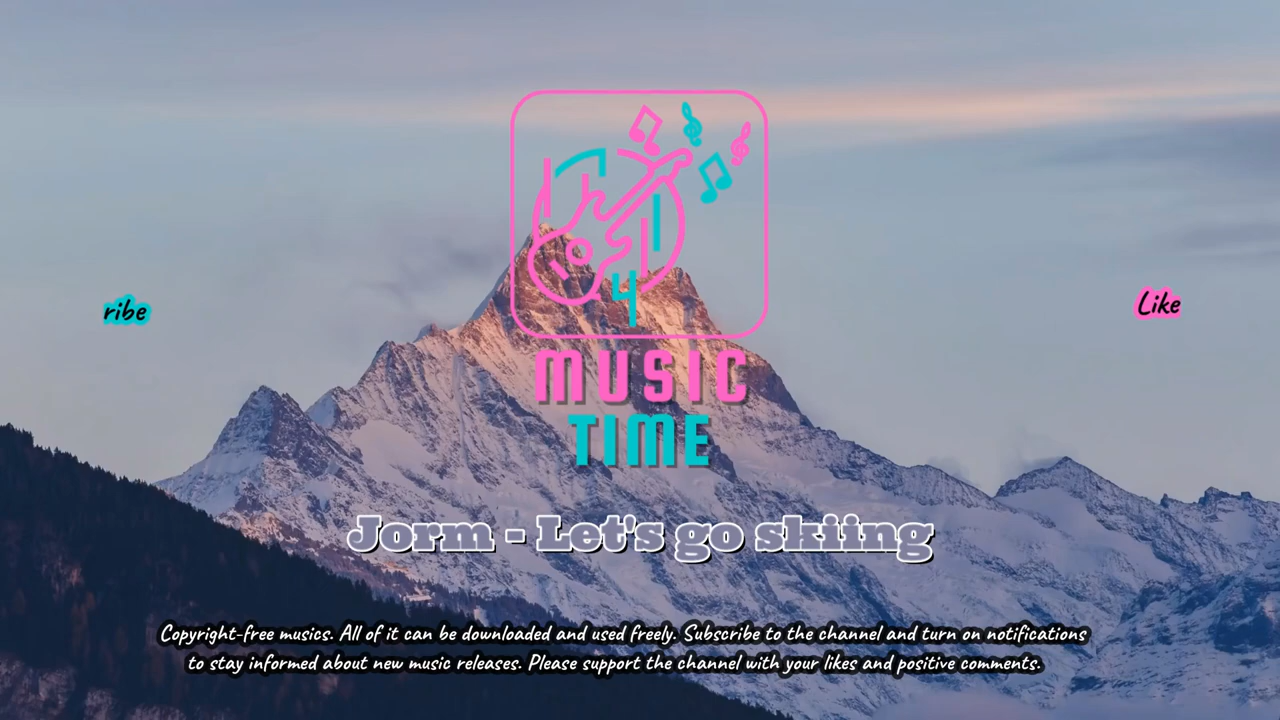 4
MUSIC
TIME
ribe
Like
Jorm - Let's go skiing
Copyright-free musics. All of it can be downloaded and used freely. Subscribe to the channel and turn on notifications
to stay informed about new music releases. Please support the channel with your likes and positive comments.